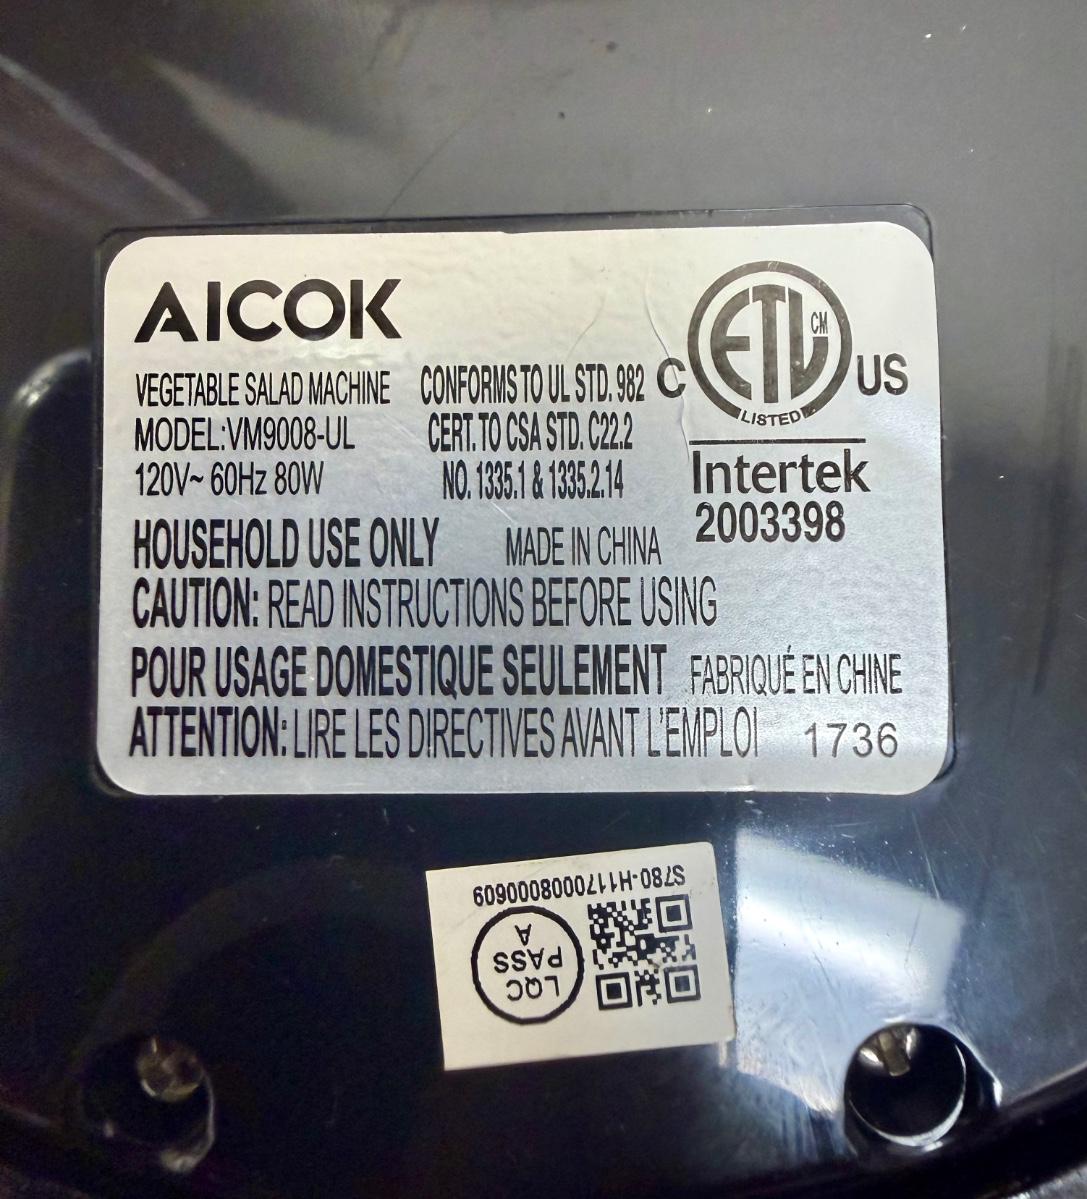 AICOK
VEGETABLE SALAD MACHINE
MODEL:VM9008-UL
120V~ 60Hz 80W
CONFORMS TO UL STD. 982
CERT. TO CSA STD. C22.2
NO. 1335.1 & 1335.2.14
C ETL CM US
LISTED
Intertek
2003398
HOUSEHOLD USE ONLY MADE IN CHINA
CAUTION: READ INSTRUCTIONS BEFORE USING
POUR USAGE DOMESTIQUE SEULEMENT FABRIQUÉ EN CHINE
ATTENTION: LIRE LES DIRECTIVES AVANT L'EMPLOI 1736
LQC
PASS
A
S780-H1170008000609